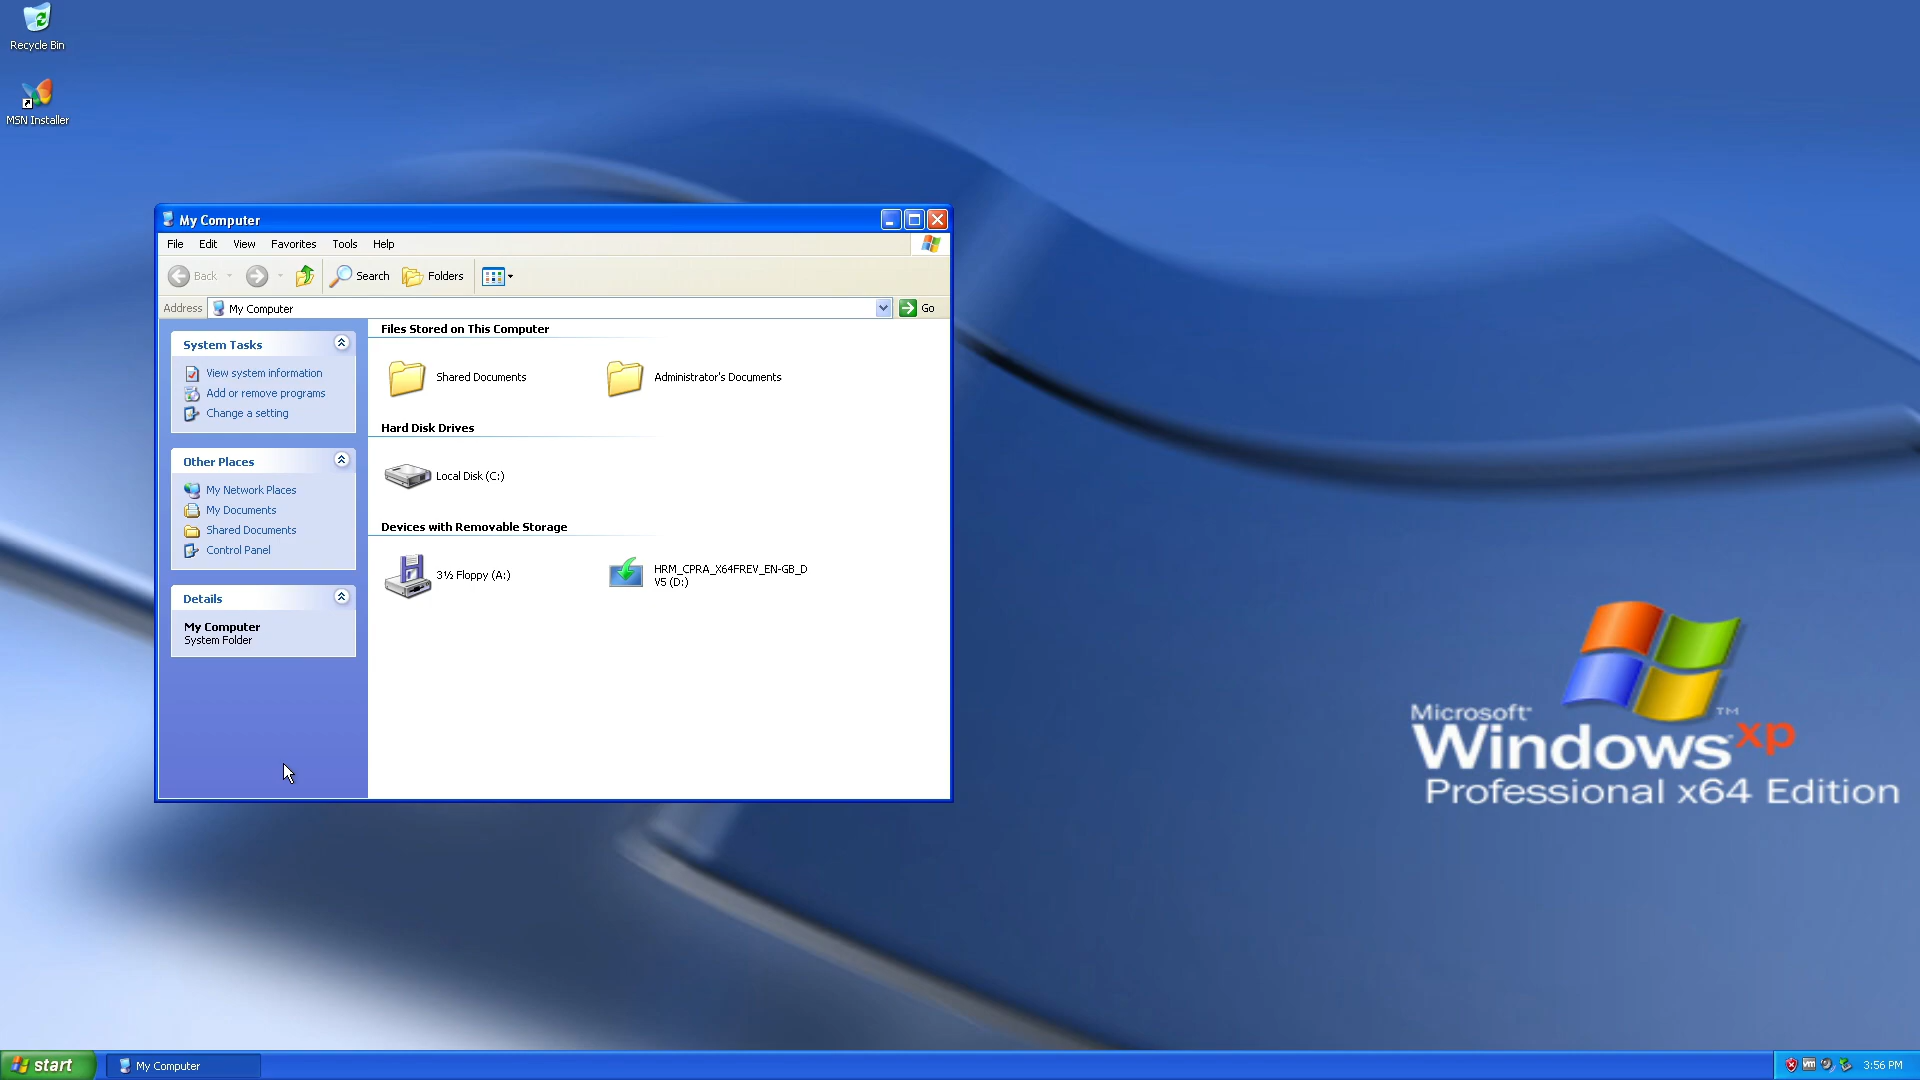 Recycle Bin
MSN Installer
My Computer
File Edit View Favorites Tools Help
Back Search Folders
Address My Computer Go
System Tasks
View system information
Add or remove programs
Change a setting
Other Places
My Network Places
My Documents
Shared Documents
Control Panel
Details
My Computer
System Folder
Files Stored on This Computer
Shared Documents Administrator's Documents
Hard Disk Drives
Local Disk (C:)
Devices with Removable Storage
3½ Floppy (A:)
HRM_CPRA_X64FREV_EN-GB_D
V5 (D:)
Microsoft®
Windows xp™
Professional x64 Edition
start My Computer vm 3:56 PM